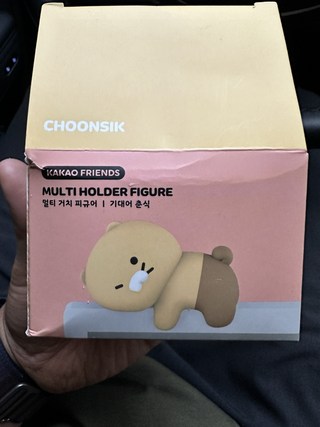 CHOONSIK
KAKAO FRIENDS
MULTI HOLDER FIGURE
멀티 거치 피규어 | 기대어 춘식